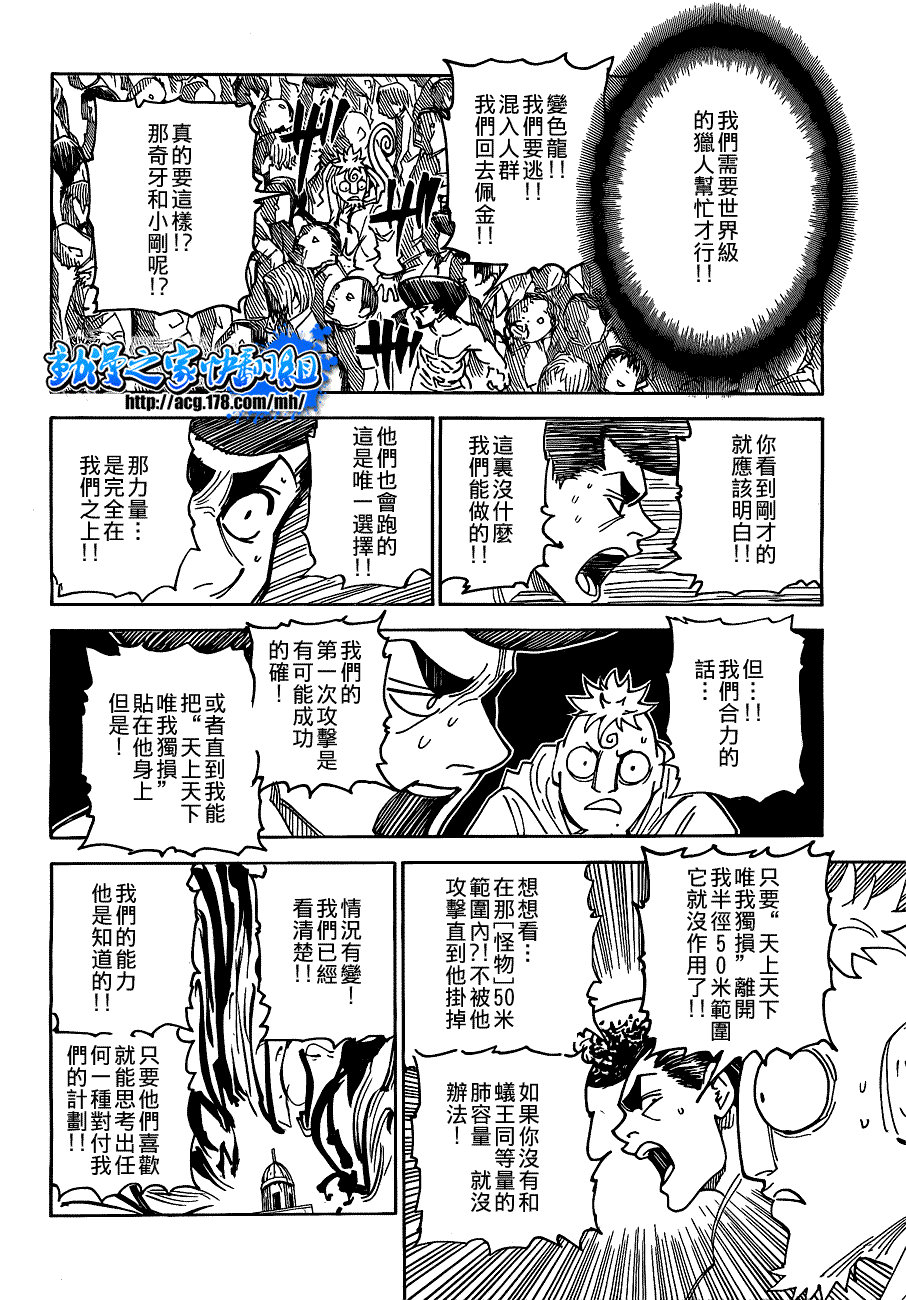 我們需要世界級
的獵人幫忙才行!!
變色龍!!
我們要逃!!
混入人群
我們回去佩金!!
真的要這樣!?
那奇牙和小剛呢!?
動漫之家快翻組
http://acg.178.com/mh/
你看到剛才的
就應該明白!!
這裏沒什麼
我們能做的!!
他們也會跑的
這是唯一選擇!!
那力量…
是完全在
我們之上!!
但…!!
我們合力的
話…
我們的
第一次攻擊是
有可能成功
的確!
或者直到我能
把“天上天下
唯我獨損”
貼在他身上
但是!
只要“天上天下
唯我獨損”離開
我半徑50米範圍
它就沒作用了!!
想想看…
在那[怪物]50米
範圍內?!不被他
攻擊直到他掛掉
如果你沒有和
蟻王同等量的
肺容量 就沒
辦法!
情況有變!
我們已經
看清楚!!
我們的能力
他是知道的!!
只要他們喜歡
就能思考出任
何一種對付我
們的計劃!!